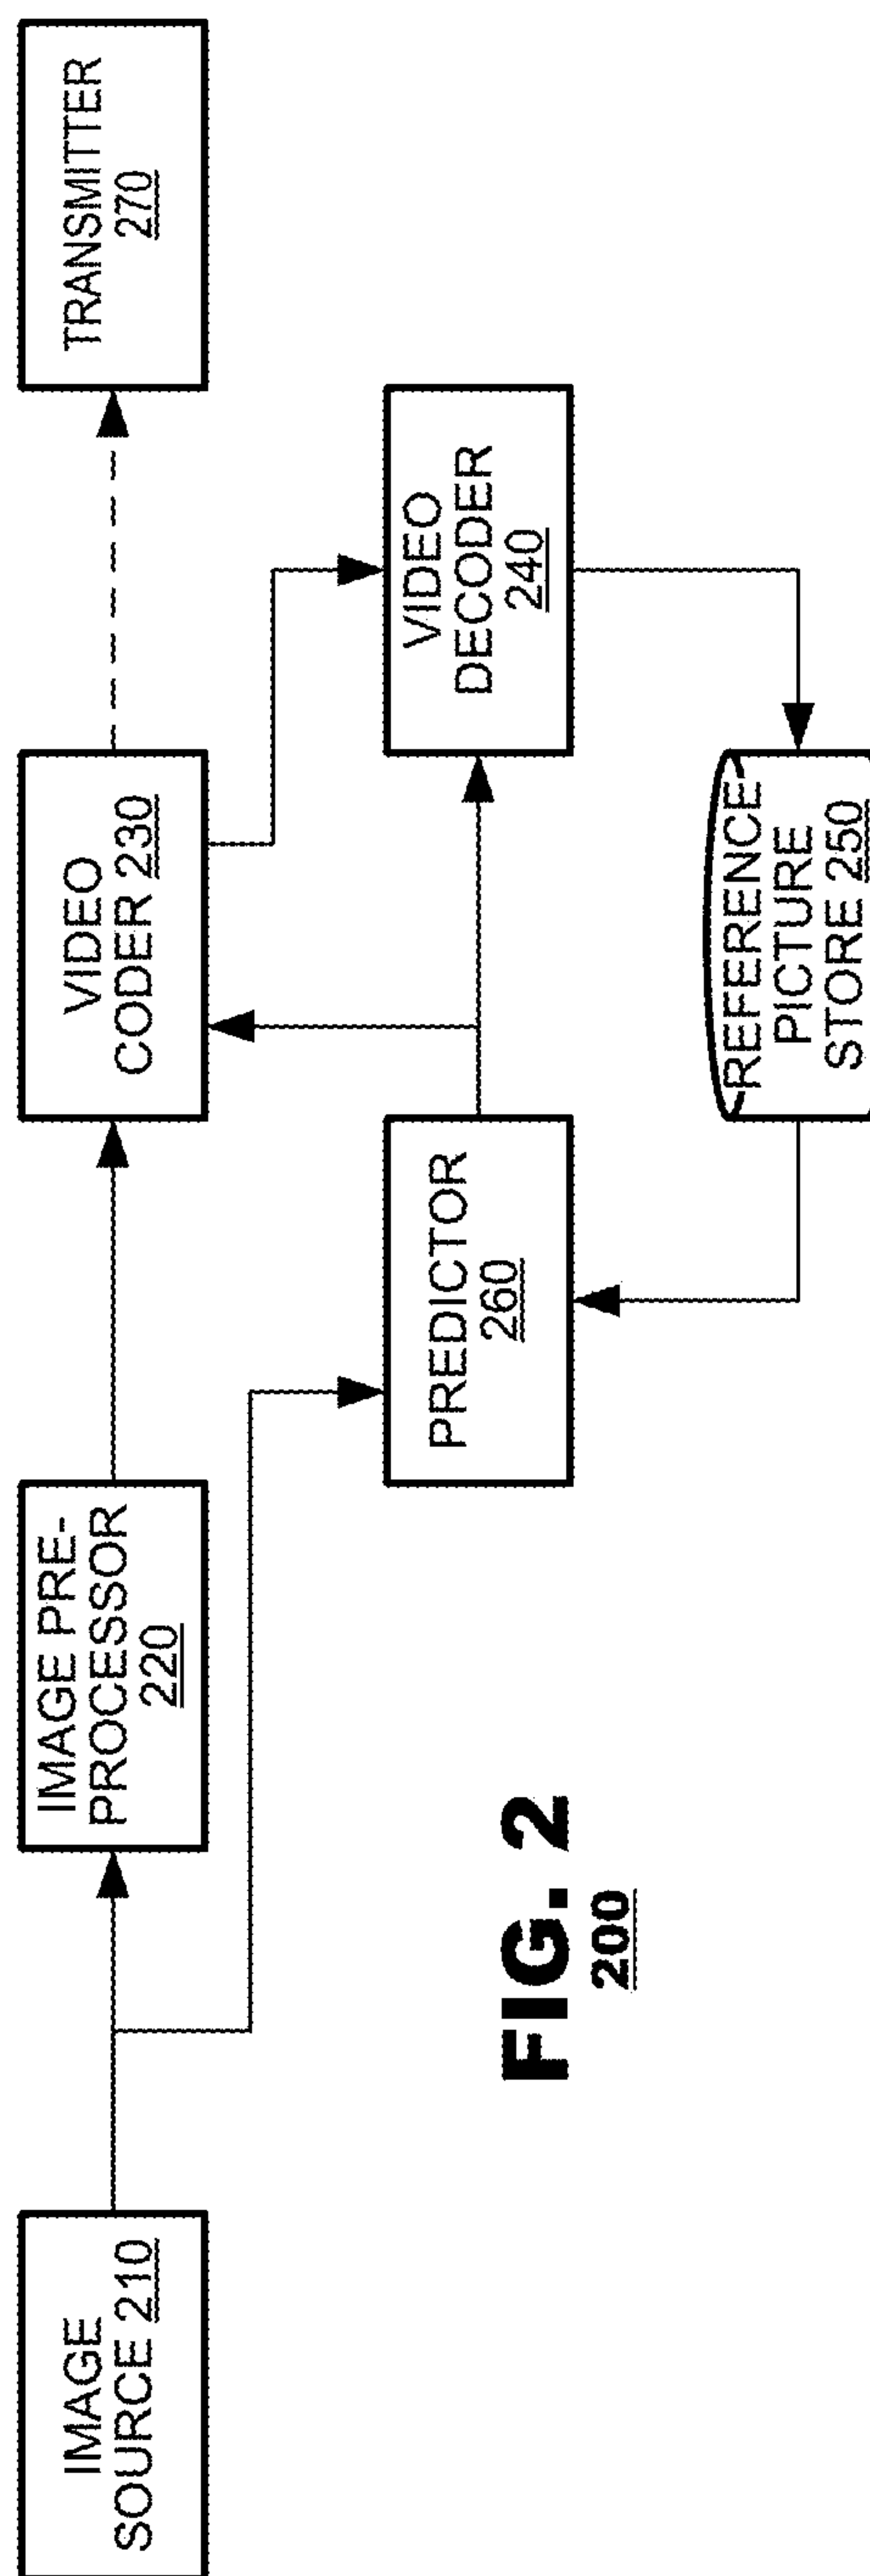 IMAGE
SOURCE 210
IMAGE PRE-
PROCESSOR
220
VIDEO
CODER 230
TRANSMITTER
270
PREDICTOR
260
VIDEO
DECODER
240
REFERENCE
PICTURE
STORE 250
FIG. 2
200